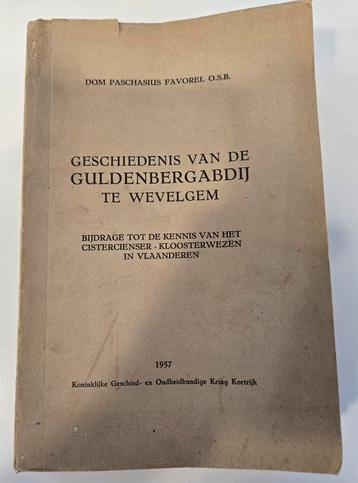 DOM PASCHASIUS FAVOREL O.S.B.
GESCHIEDENIS VAN DE
GULDENBERGABDIJ
TE WEVELGEM
BIJDRAGE TOT DE KENNIS VAN HET
CISTERCIENSER - KLOOSTERWEZEN
IN VLAANDEREN
1957
Koninklijke Geschied- en Oudheidkundige Kring Kortrijk